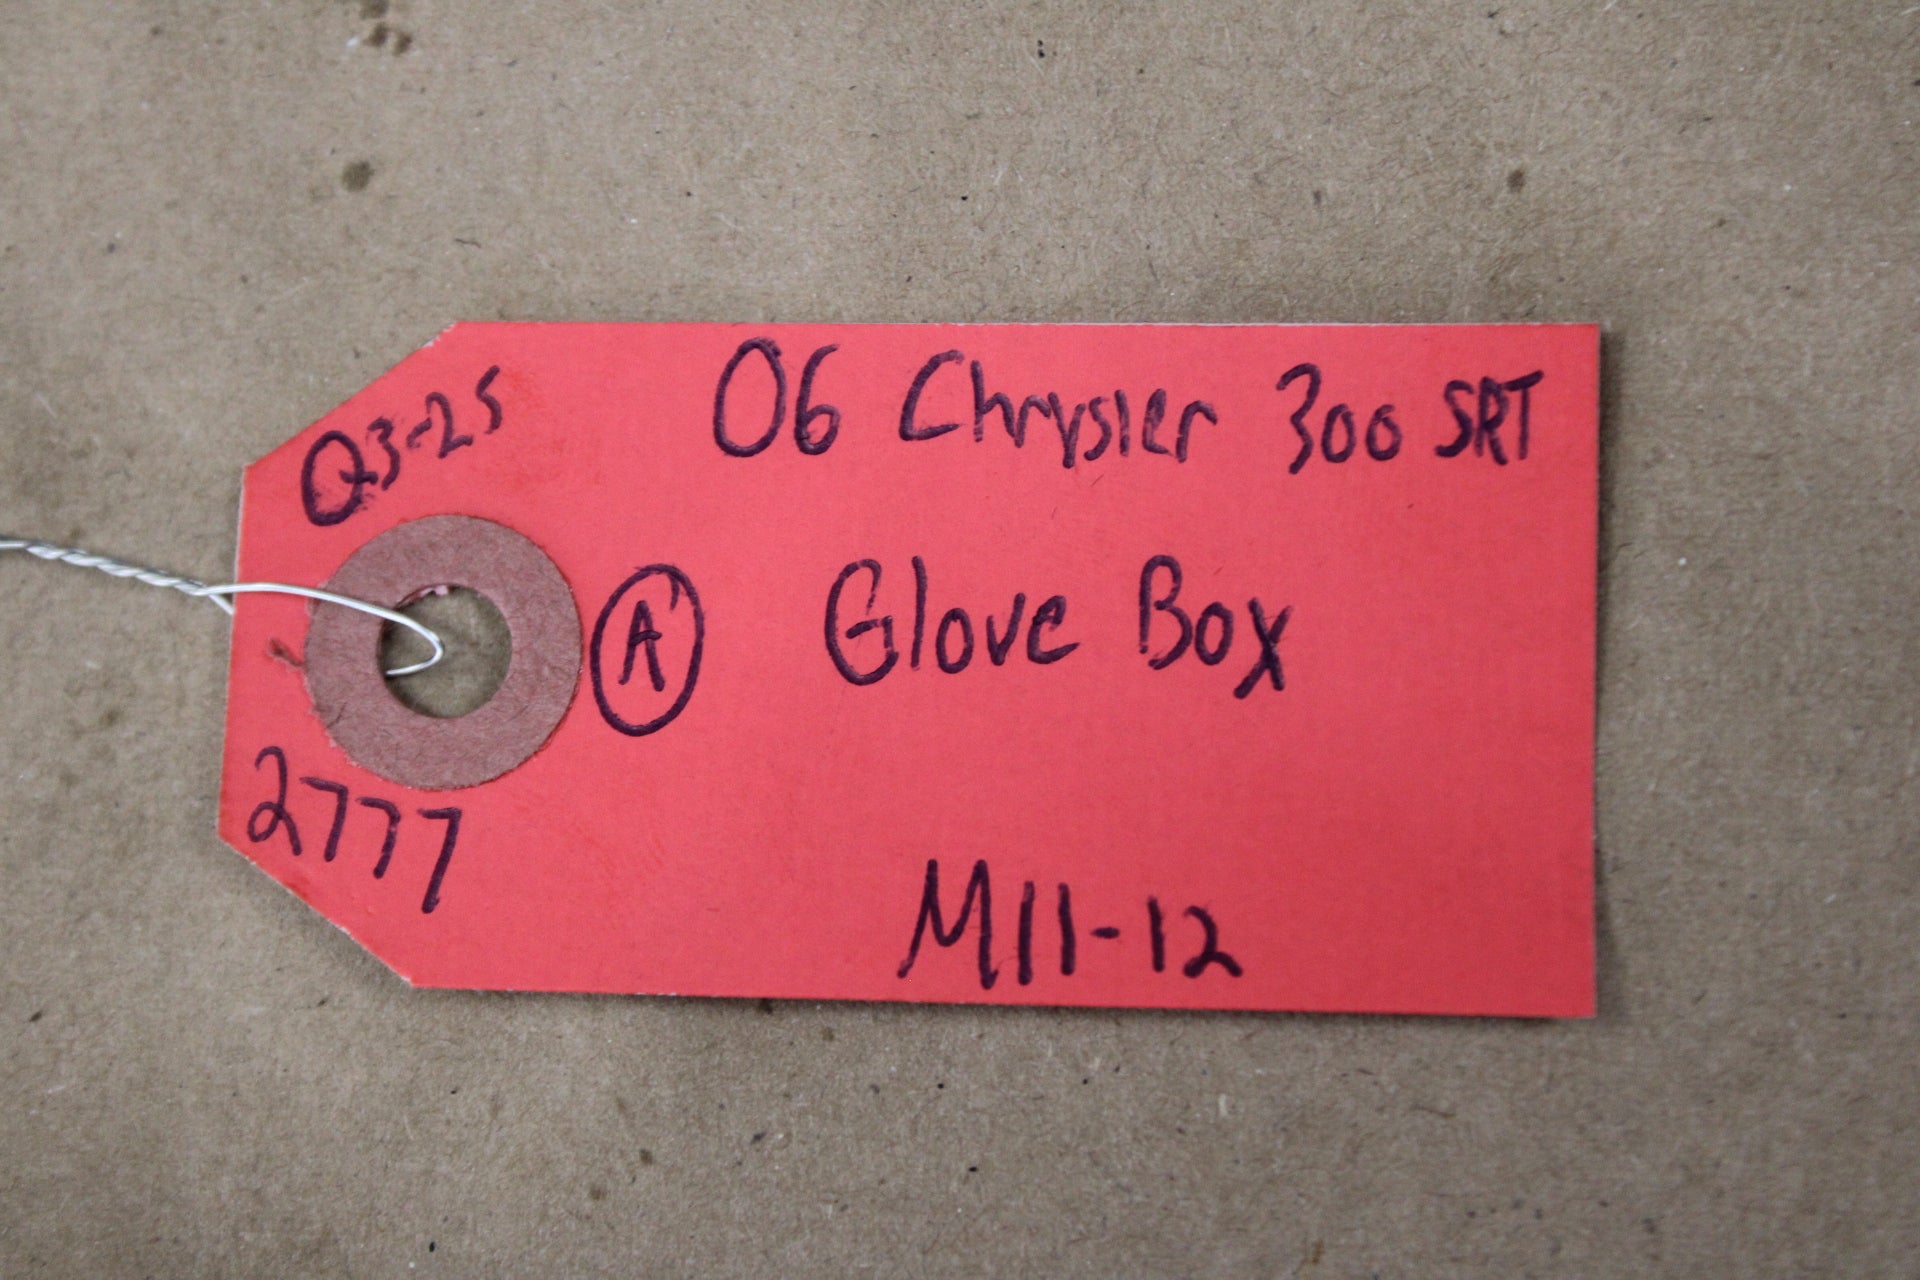 Q3-25
06 Chrysler 300 SRT
A Glove Box
2777
M11-12